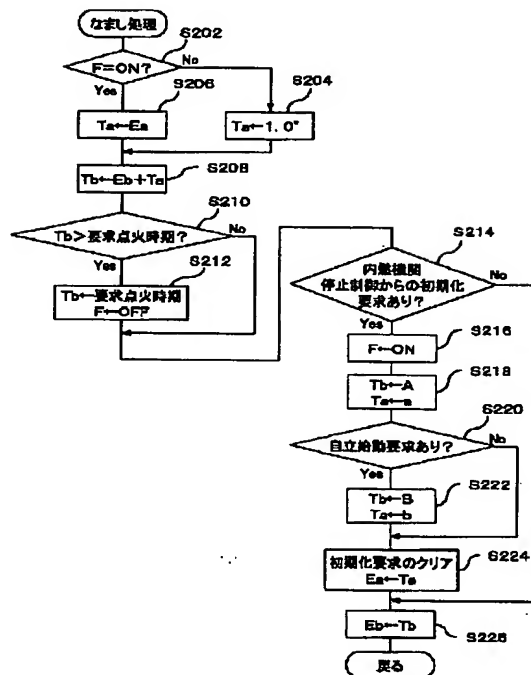 なまし処理
S202
F=ON?
No
Yes
S206
S204
Ta←Ea
Ta←1.0°
S208
Tb←Eb+Ta
S210
Tb>要求点火時期?
No
Yes
S212
Tb←要求点火時期
F←OFF
S214
内燃機関
停止制御からの初期化
要求あり?
No
Yes
S216
F←ON
S218
Tb←A
Ta←a
S220
自立始動要求あり?
No
Yes
S222
Tb←B
Ta←b
S224
初期化要求のクリア
Ea←Ta
Eb←Tb
S226
戻る